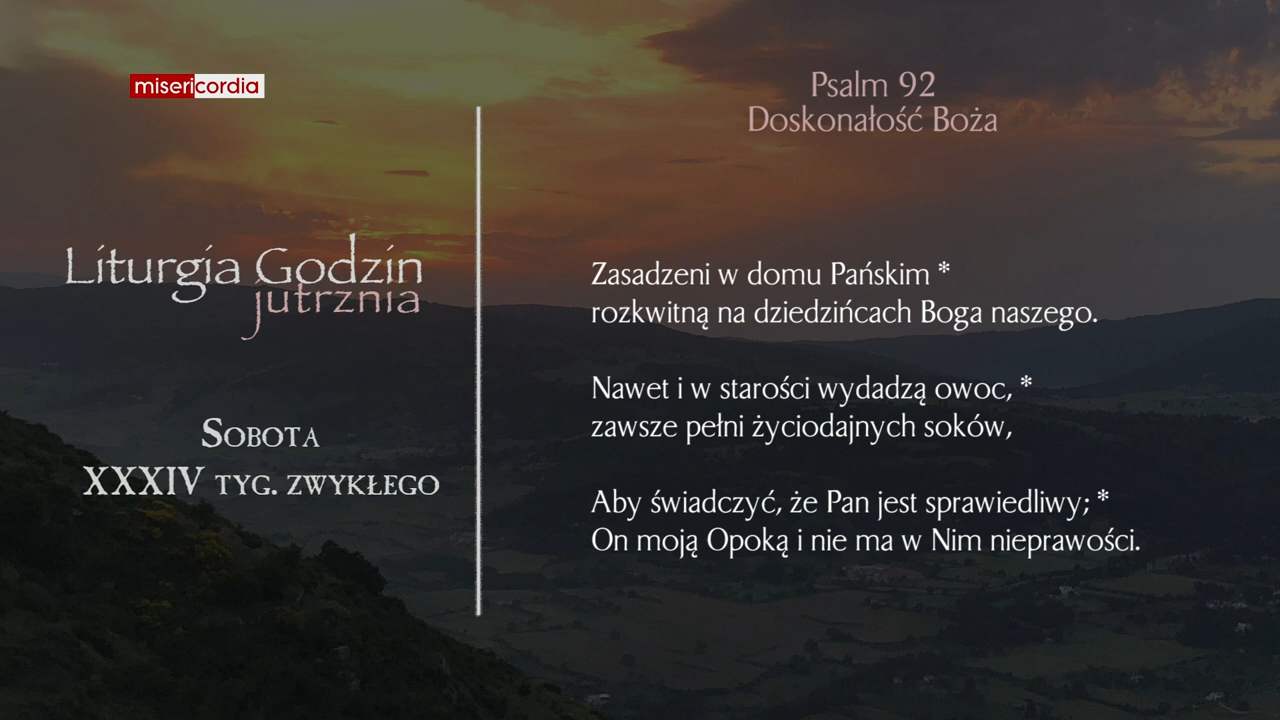 misericordia
Liturgia Godzin
jutrznia
Sobota
XXXIV tyg. zwykłego
Psalm 92
Doskonałość Boża
Zasadzeni w domu Pańskim *
rozkwitną na dziedzińcach Boga naszego.
Nawet i w starości wydadzą owoc, *
zawsze pełni życiodajnych soków,
Aby świadczyć, że Pan jest sprawiedliwy; *
On moją Opoką i nie ma w Nim nieprawości.